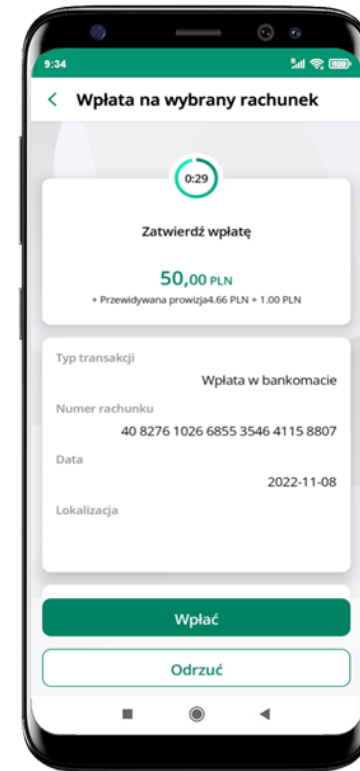 9:34
Wpłata na wybrany rachunek
0:29
Zatwierdź wpłatę
50,00 PLN
+ Przewidywana prowizja4.66 PLN + 1.00 PLN
Typ transakcji
Wpłata w bankomacie
Numer rachunku
40 8276 1026 6855 3546 4115 8807
Data
2022-11-08
Lokalizacja
Wpłać
Odrzuć